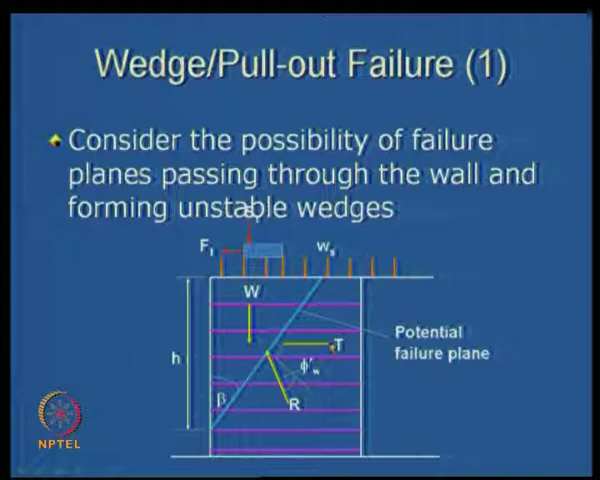 Wedge/Pull-out Failure (1)
Consider the possibility of failure
planes passing through the wall and
forming unstable wedges
F
w
W
Potential
failure plane
T
h
ϕ'w
β
R
NPTEL